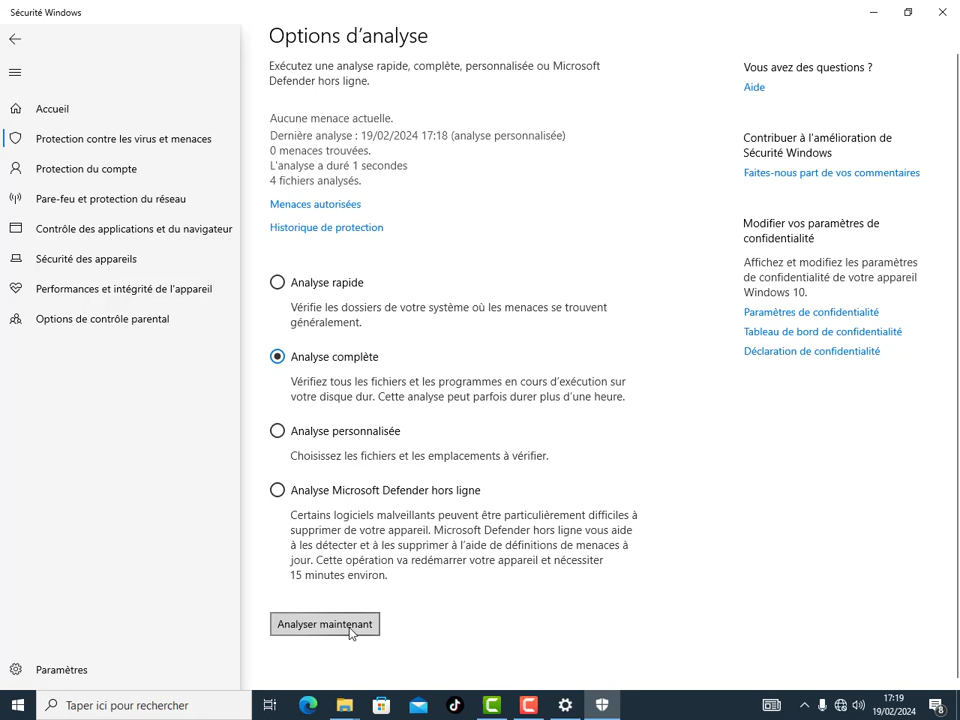 Sécurité Windows
Accueil
Protection contre les virus et menaces
Protection du compte
Pare-feu et protection du réseau
Contrôle des applications et du navigateur
Sécurité des appareils
Performances et intégrité de l'appareil
Options de contrôle parental
Paramètres
Options d’analyse
Exécutez une analyse rapide, complète, personnalisée ou Microsoft
Defender hors ligne.
Aucune menace actuelle.
Dernière analyse : 19/02/2024 17:18 (analyse personnalisée)
0 menaces trouvées.
L'analyse a duré 1 secondes
4 fichiers analysés.
Menaces autorisées
Historique de protection
Analyse rapide
Vérifie les dossiers de votre système où les menaces se trouvent
généralement.
Analyse complète
Vérifiez tous les fichiers et les programmes en cours d’exécution sur
votre disque dur. Cette analyse peut parfois durer plus d’une heure.
Analyse personnalisée
Choisissez les fichiers et les emplacements à vérifier.
Analyse Microsoft Defender hors ligne
Certains logiciels malveillants peuvent être particulièrement difficiles à
supprimer de votre appareil. Microsoft Defender hors ligne vous aide
à les détecter et à les supprimer à l’aide de définitions de menaces à
jour. Cette opération va redémarrer votre appareil et nécessiter
15 minutes environ.
Analyser maintenant
Vous avez des questions ?
Aide
Contribuer à l'amélioration de
Sécurité Windows
Faites-nous part de vos commentaires
Modifier vos paramètres de
confidentialité
Affichez et modifiez les paramètres
de confidentialité de votre appareil
Windows 10.
Paramètres de confidentialité
Tableau de bord de confidentialité
Déclaration de confidentialité
Taper ici pour rechercher
17:19
19/02/2024
8